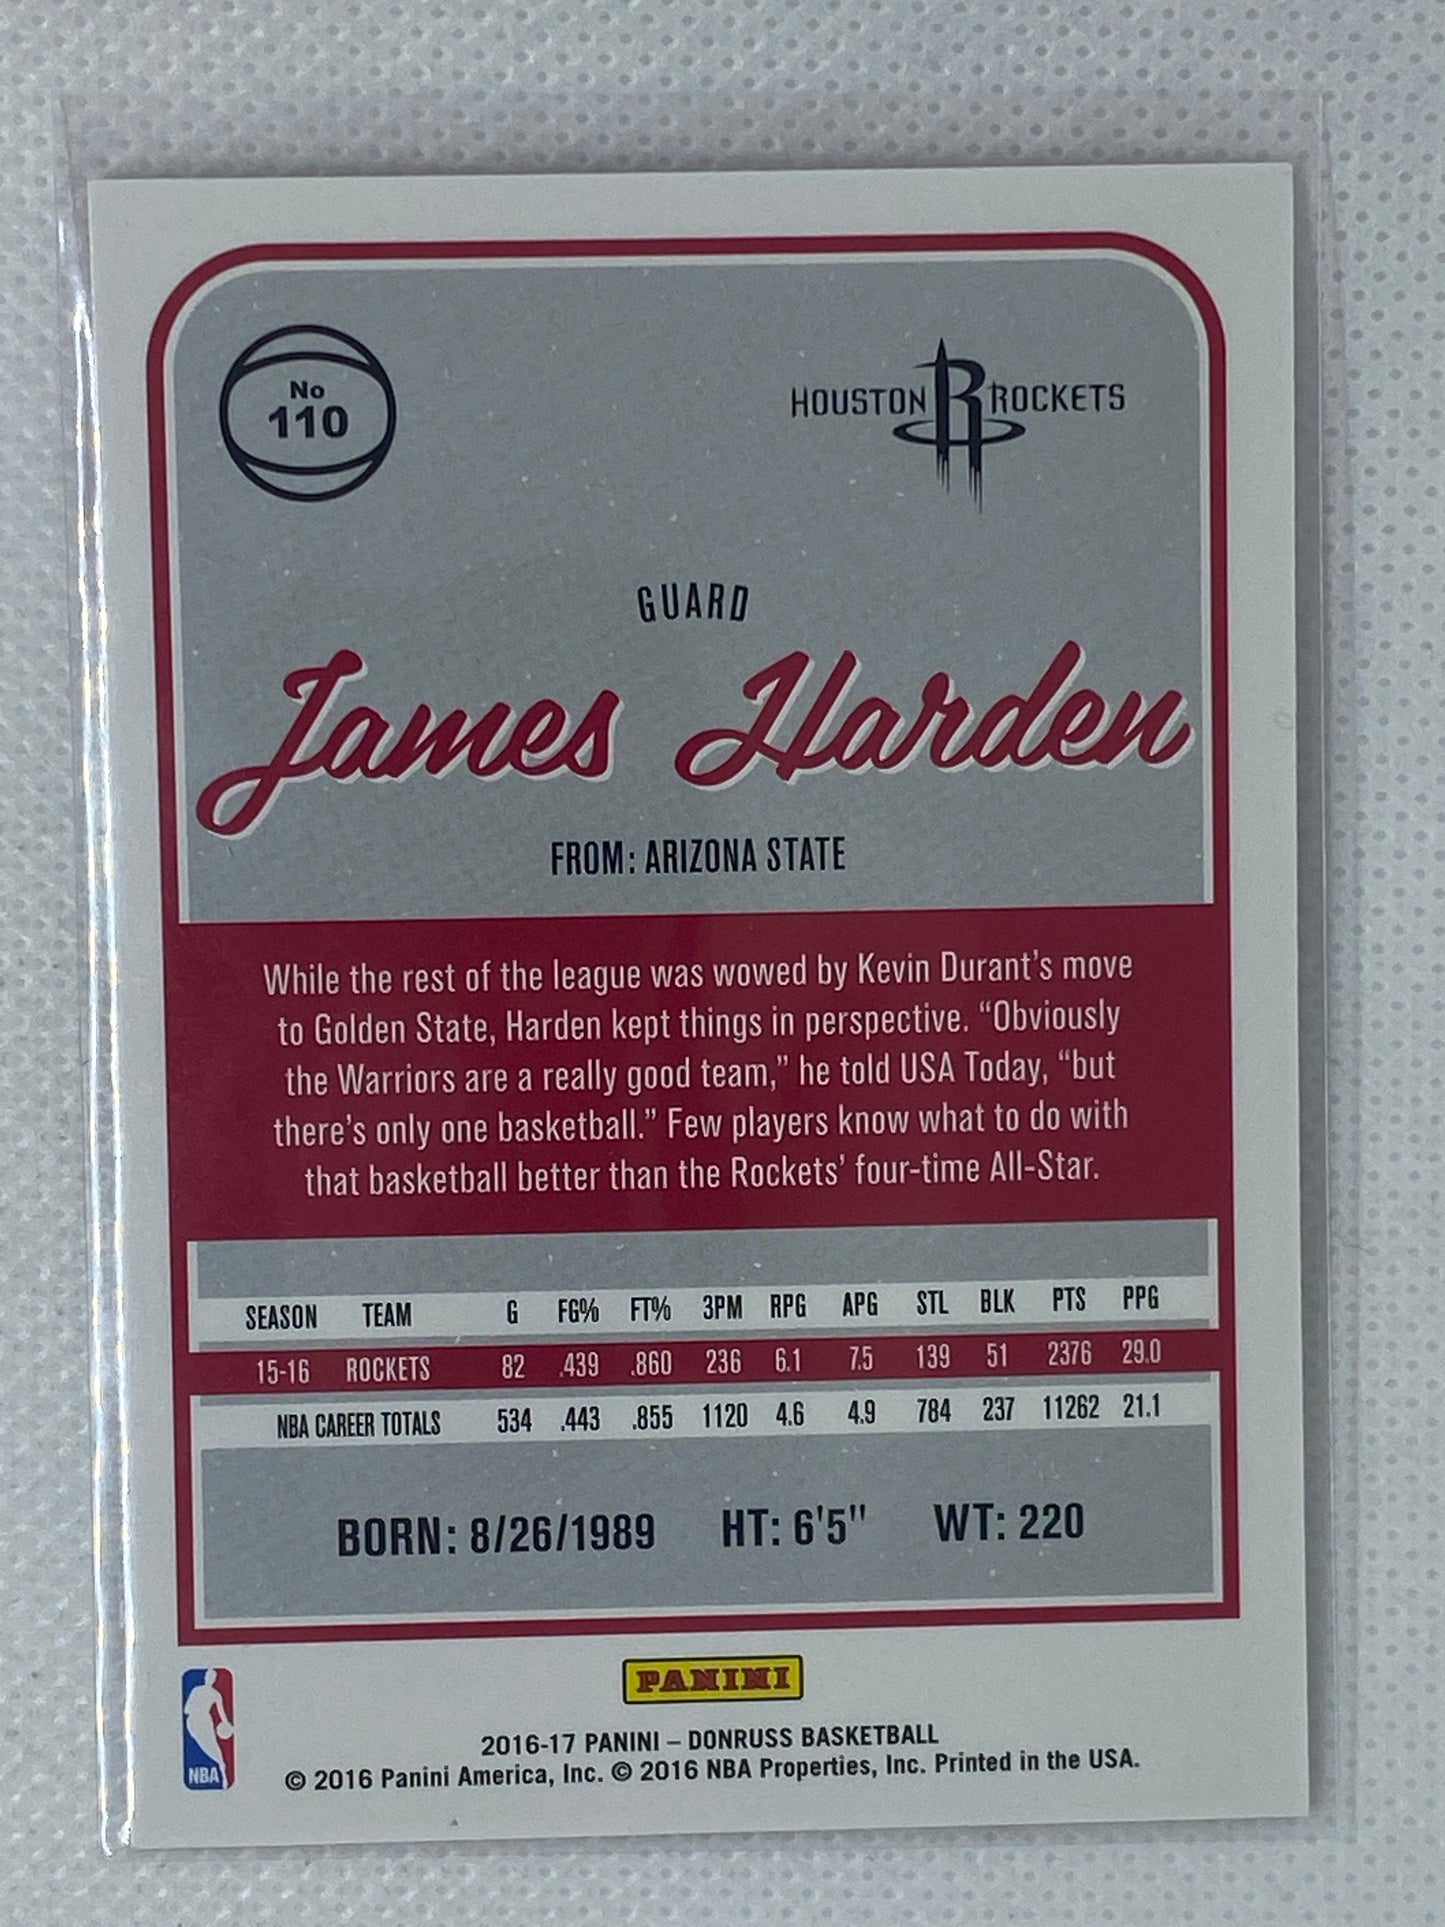 No
110
HOUSTON R ROCKETS
GUARD
James Harden
FROM: ARIZONA STATE
While the rest of the league was wowed by Kevin Durant's move
to Golden State, Harden kept things in perspective. “Obviously
the Warriors are a really good team,” he told USA Today, “but
there's only one basketball.” Few players know what to do with
that basketball better than the Rockets' four-time All-Star.
SEASON TEAM G FG% FT% 3PM RPG APG STL BLK PTS PPG
15-16 ROCKETS 82 .439 .860 236 6.1 7.5 139 51 2376 29.0
NBA CAREER TOTALS 534 .443 .855 1120 4.6 4.9 784 237 11262 21.1
BORN: 8/26/1989 HT: 6'5" WT: 220
PANINI
NBA
2016-17 PANINI – DONRUSS BASKETBALL
© 2016 Panini America, Inc. © 2016 NBA Properties, Inc. Printed in the USA.